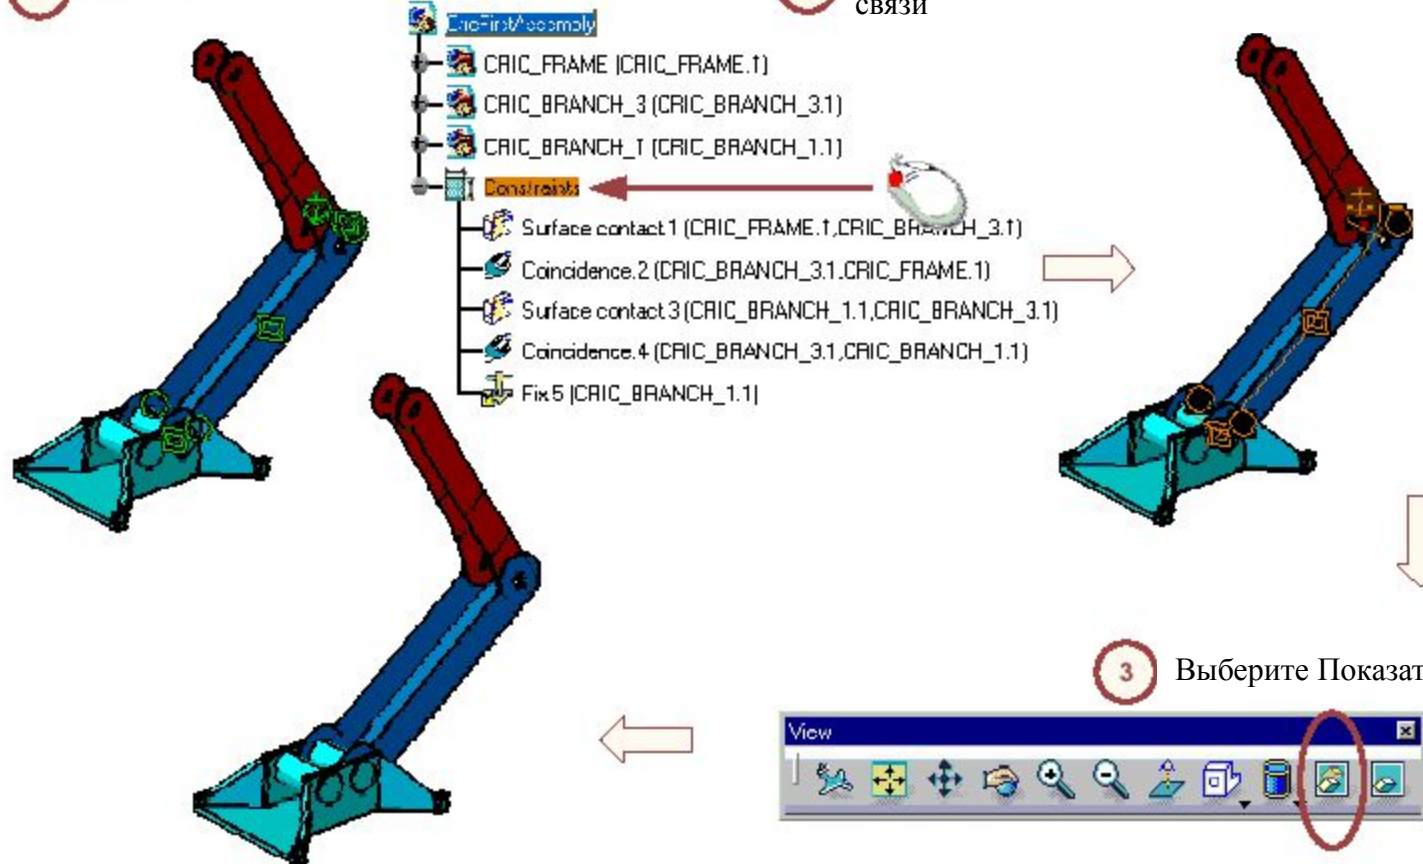 связи
CricFirstAssembly
CRIC_FRAME (CRIC_FRAME.1)
CRIC_BRANCH_3 (CRIC_BRANCH_3.1)
CRIC_BRANCH_1 (CRIC_BRANCH_1.1)
Constraints
Surface contact.1 (CRIC_FRAME.1,CRIC_BRANCH_3.1)
Coincidence.2 (CRIC_BRANCH_3.1,CRIC_FRAME.1)
Surface contact.3 (CRIC_BRANCH_1.1,CRIC_BRANCH_3.1)
Coincidence.4 (CRIC_BRANCH_3.1,CRIC_BRANCH_1.1)
Fix.5 (CRIC_BRANCH_1.1)
3 Выберите Показат
View